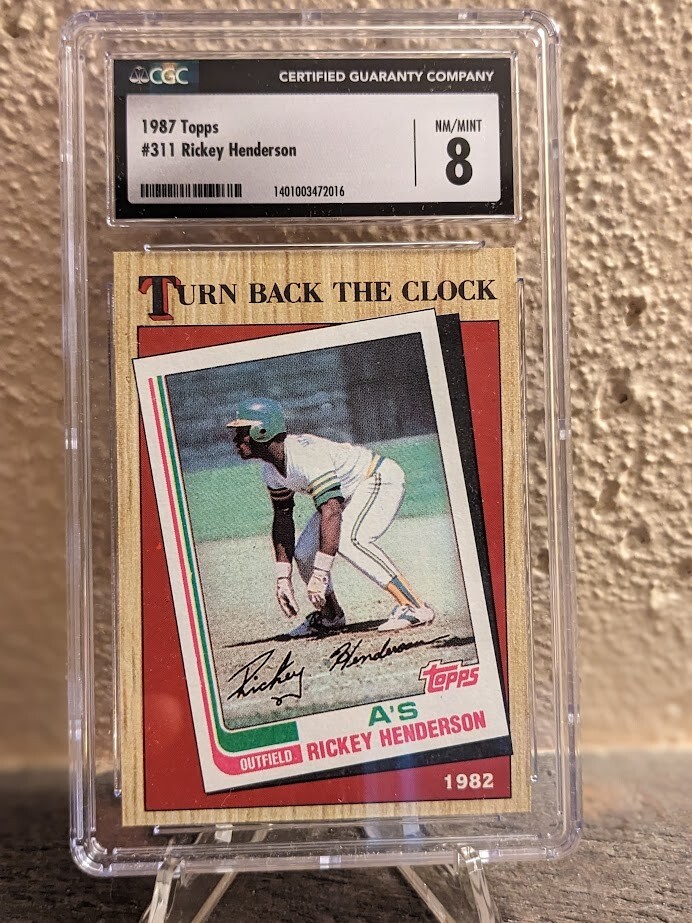 CGC CERTIFIED GUARANTY COMPANY
1987 Topps
#311 Rickey Henderson
NM/MINT
8
1401003472016
TURN BACK THE CLOCK
Rickey Henderson
TOPPS
A'S
OUTFIELD RICKEY HENDERSON
1982